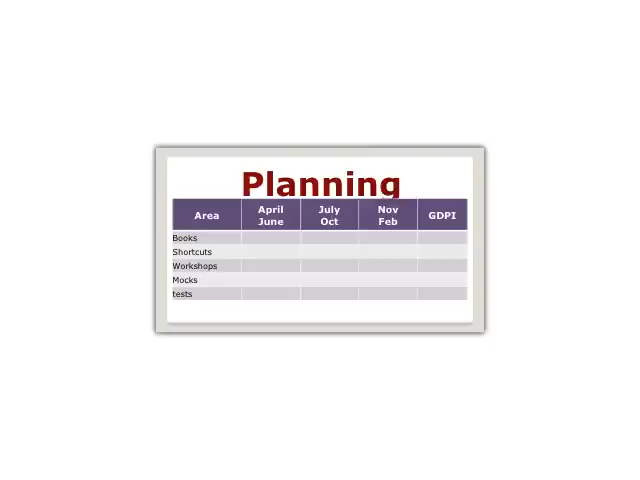 Planning
Area April June July Oct Nov Feb GDPI
Books
Shortcuts
Workshops
Mocks
tests